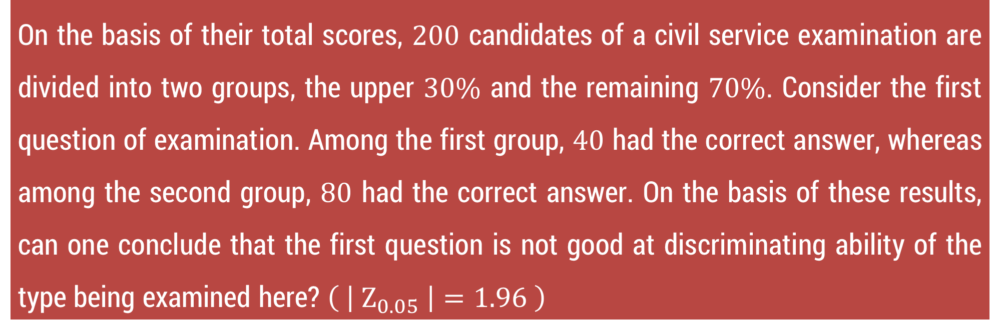 On the basis of their total scores, 200 candidates of a civil service examination are
divided into two groups, the upper 30% and the remaining 70%. Consider the first
question of examination. Among the first group, 40 had the correct answer, whereas
among the second group, 80 had the correct answer. On the basis of these results,
can one conclude that the first question is not good at discriminating ability of the
type being examined here? ( | Z₀.₀₅ | = 1.96 )